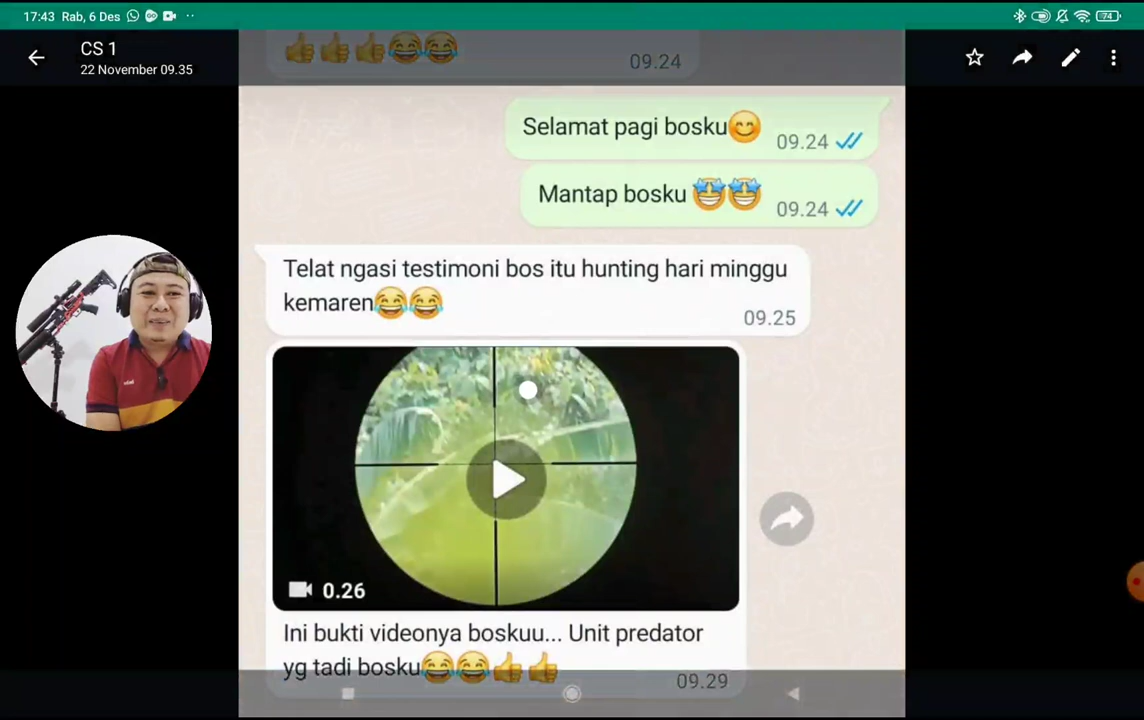 17:43 Rab, 6 Des
74
CS 1
22 November 09.35
👍👍👍😂😂
09.24
Selamat pagi bosku😊
09.24
Mantap bosku 🤩🤩
09.24
Telat ngasi testimoni bos itu hunting hari minggu
kemaren😂😂
09.25
0.26
Ini bukti videonya boskuu... Unit predator
yg tadi bosku😂😂👍👍
09.29